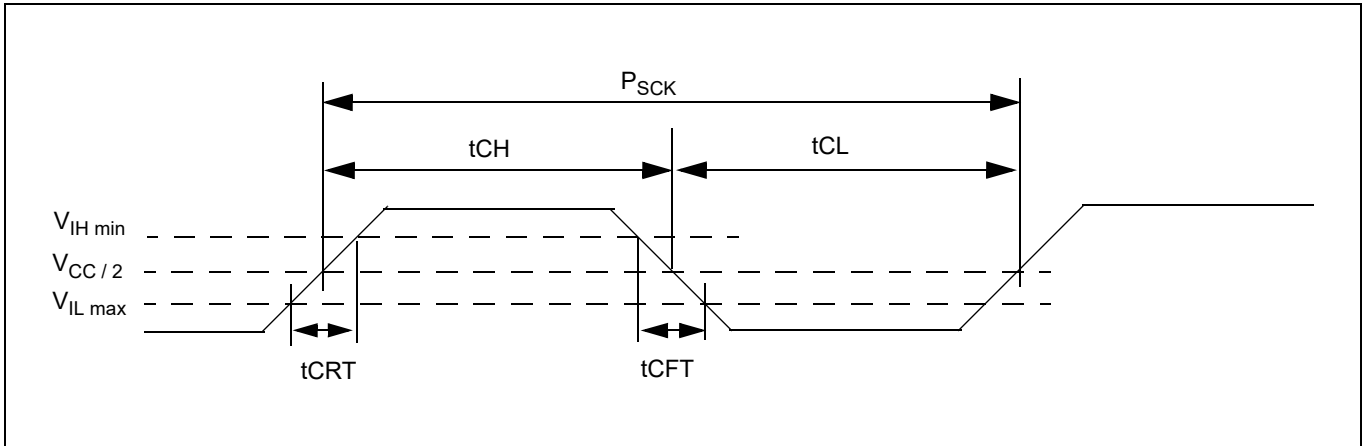 PSCK
tCH
tCL
VIH min
VCC / 2
VIL max
tCRT
tCFT